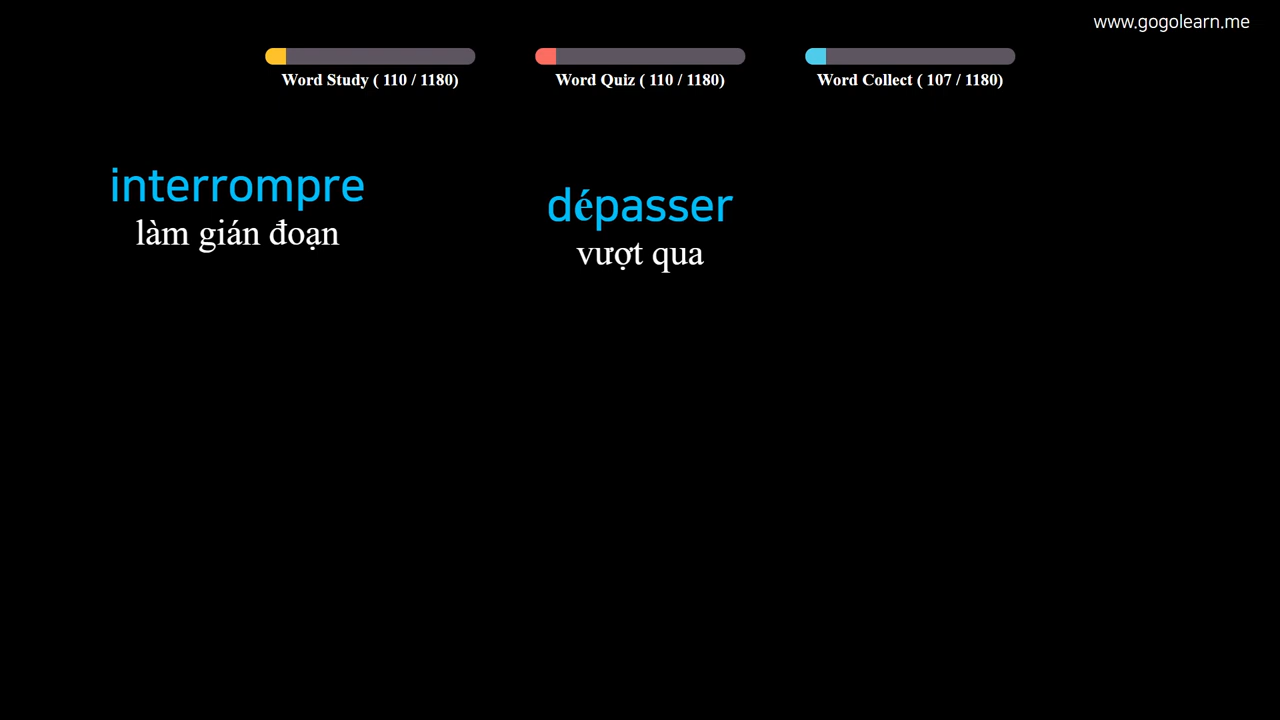 www.gogolearn.me
Word Study ( 110 / 1180)
Word Quiz ( 110 / 1180)
Word Collect ( 107 / 1180)
interrompre
làm gián đoạn
dépasser
vượt qua